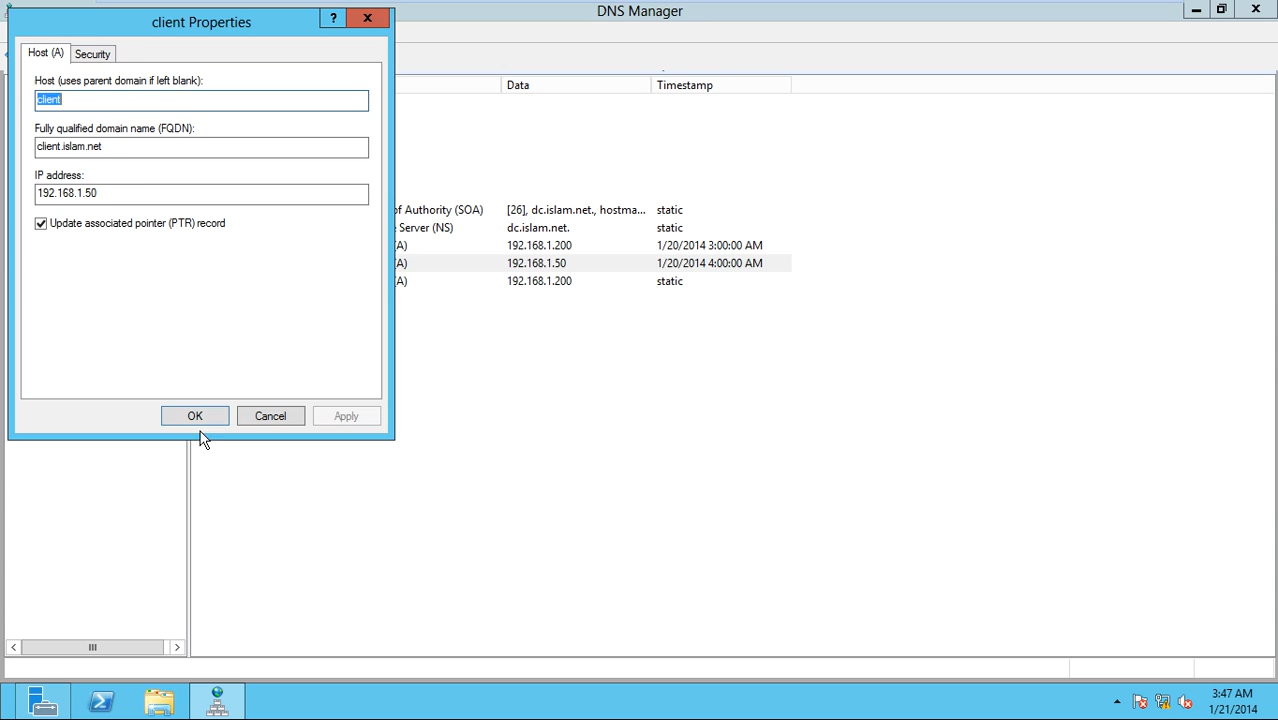 DNS Manager
client Properties
?
Host (A)
Security
Host (uses parent domain if left blank):
client
Fully qualified domain name (FQDN):
client.islam.net
IP address:
192.168.1.50
Update associated pointer (PTR) record
OK
Cancel
Apply
Data
Timestamp
of Authority (SOA)
[26], dc.islam.net., hostma...
static
Server (NS)
dc.islam.net.
static
(A)
192.168.1.200
1/20/2014 3:00:00 AM
(A)
192.168.1.50
1/20/2014 4:00:00 AM
(A)
192.168.1.200
static
3:47 AM
1/21/2014